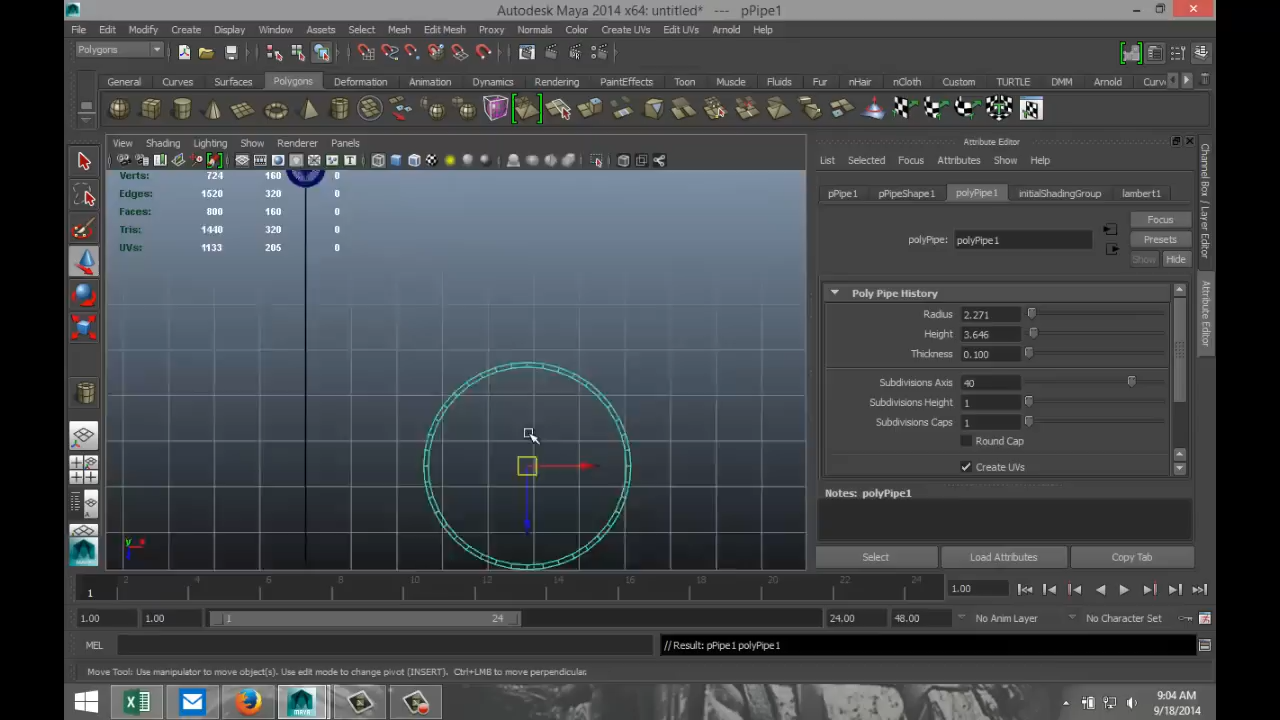 Autodesk Maya 2014 x64: untitled* --- pPipe1
File Edit Modify Create Display Window Assets Select Mesh Edit Mesh Proxy Normals Color Create UVs Edit UVs Arnold Help
Polygons
General Curves Surfaces Polygons Deformation Animation Dynamics Rendering PaintEffects Toon Muscle Fluids Fur nHair nCloth Custom TURTLE DMM Arnold Curv
View Shading Lighting Show Renderer Panels
Verts: 724 160 0
Edges: 1520 320 0
Faces: 800 160 0
Tris: 1440 320 0
UVs: 1133 205 0
y x
Attribute Editor
List Selected Focus Attributes Show Help
pPipe1 pPipeShape1 polyPipe1 initialShadingGroup lambert1
Focus
polyPipe: polyPipe1 Presets
Show Hide
Poly Pipe History
Radius 2.271
Height 3.646
Thickness 0.100
Subdivisions Axis 40
Subdivisions Height 1
Subdivisions Caps 1
Round Cap
Create UVs
Notes: polyPipe1
Select Load Attributes Copy Tab
Channel Box / Layer Editor
Attribute Editor
2 4 6 8 10 12 14 16 18 20 22 24
1 1.00
1.00 1.00 1 24 24.00 48.00 No Anim Layer No Character Set
MEL // Result: pPipe1 polyPipe1
Move Tool: Use manipulator to move object(s). Use edit mode to change pivot (INSERT). Ctrl+LMB to move perpendicular.
9:04 AM
9/18/2014